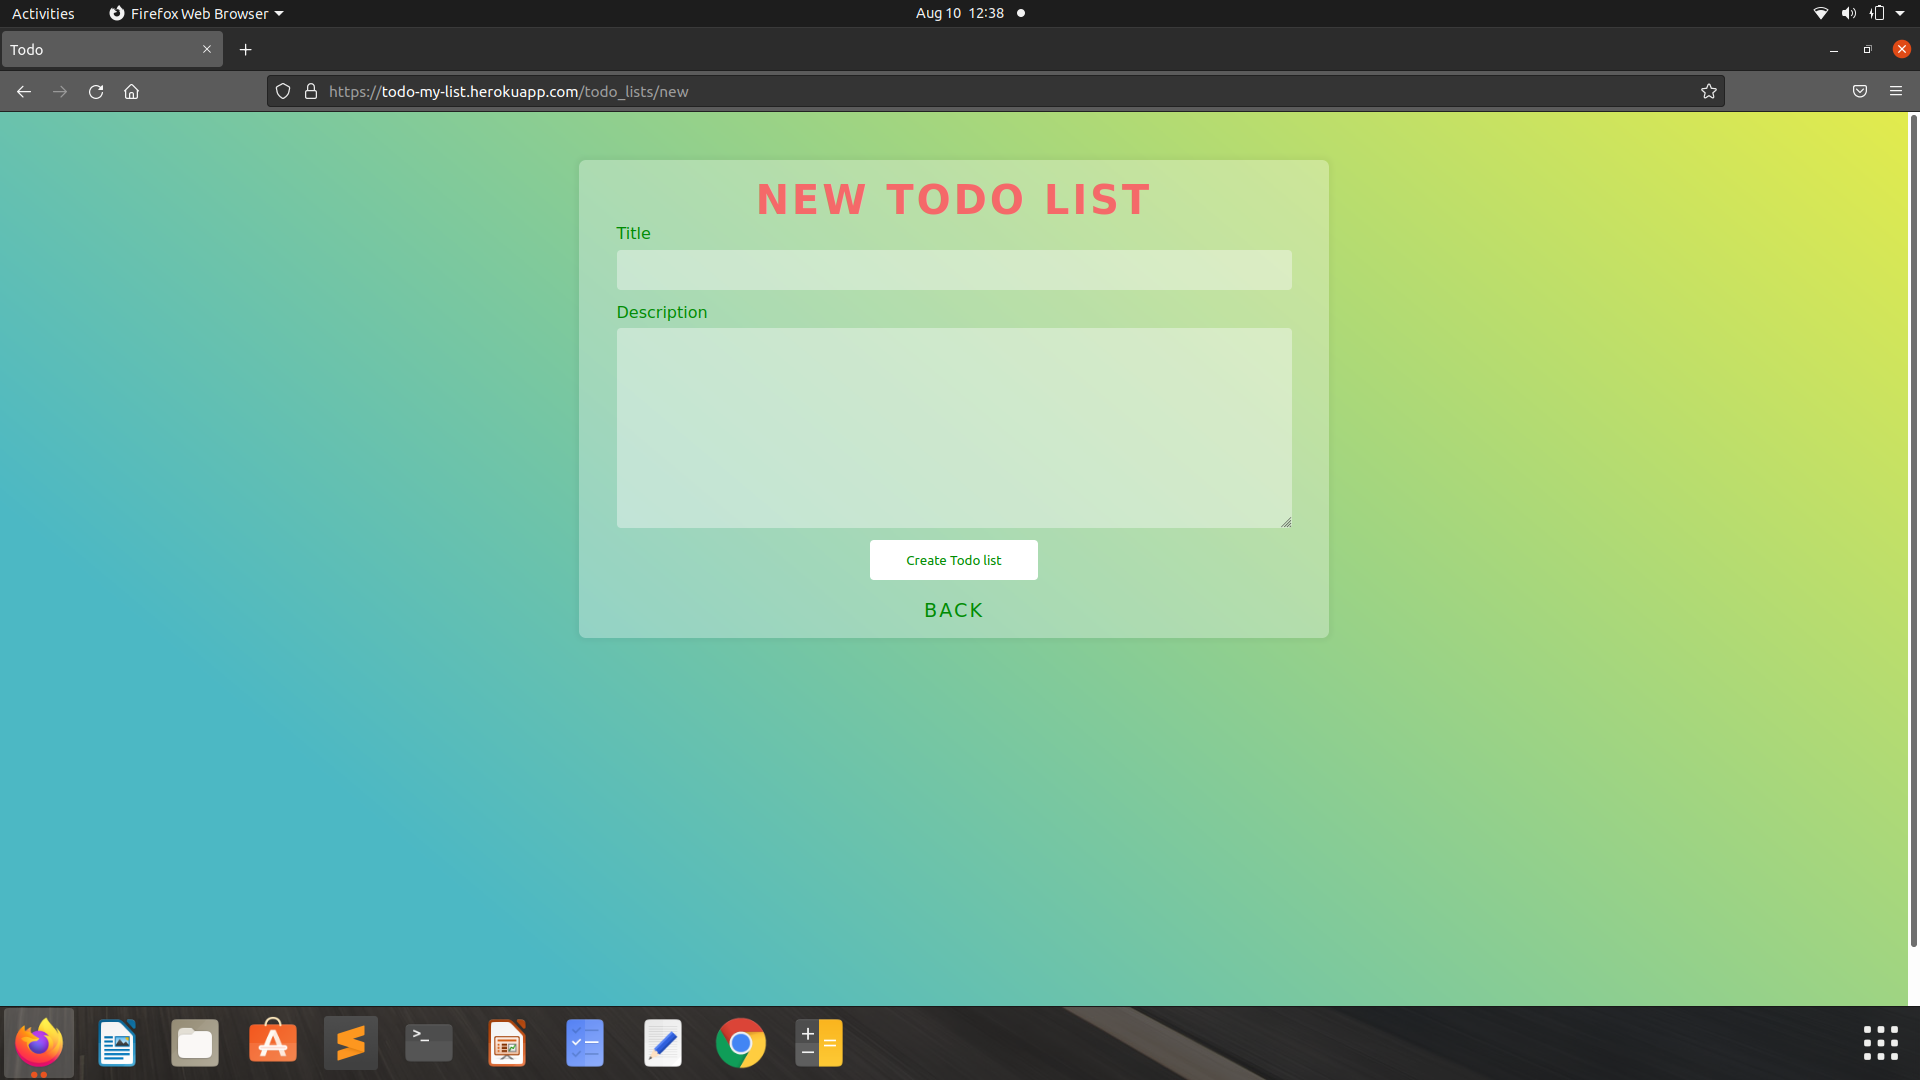 Activities
Firefox Web Browser
Aug 10 12:38
Todo
https://todo-my-list.herokuapp.com/todo_lists/new
NEW TODO LIST
Title
Description
Create Todo list
BACK